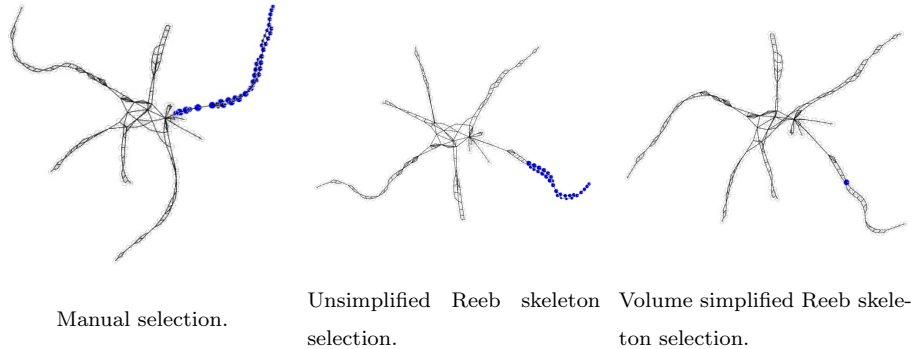 Manual selection.
Unsimplified Reeb skeleton
selection.
Volume simplified Reeb skele-
ton selection.